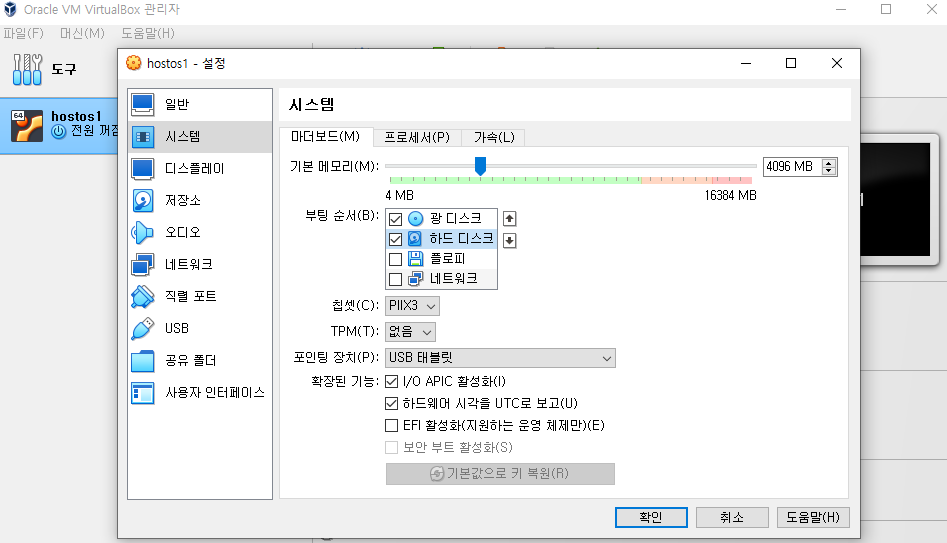 Oracle VM VirtualBox 관리자
파일(F) 머신(M) 도움말(H)
도구
64
hostos1
전원 꺼짐
hostos1 - 설정
일반
시스템
디스플레이
저장소
오디오
네트워크
직렬 포트
USB
공유 폴더
사용자 인터페이스
시스템
마더보드(M) 프로세서(P) 가속(L)
기본 메모리(M): 4096 MB
4 MB 16384 MB
부팅 순서(B): 광 디스크
하드 디스크
플로피
네트워크
칩셋(C): PIIX3
TPM(T): 없음
포인팅 장치(P): USB 태블릿
확장된 기능: I/O APIC 활성화(I)
하드웨어 시각을 UTC로 보고(U)
EFI 활성화(지원하는 운영 체제만)(E)
보안 부트 활성화(S)
기본값으로 키 복원(R)
확인 취소 도움말(H)